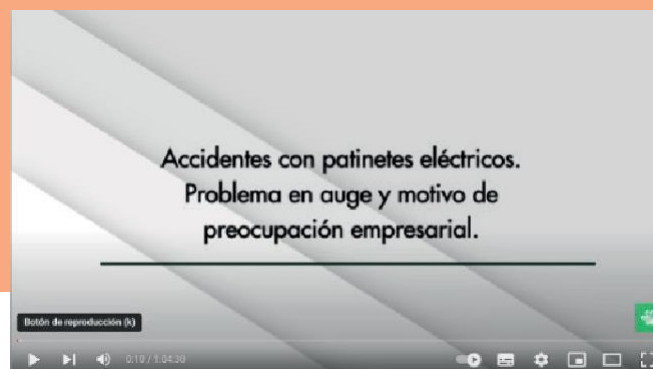 Accidentes con patinetes eléctricos.
Problema en auge y motivo de
preocupación empresarial.
Botón de reproducción (k)
0:10 / 1:04:30